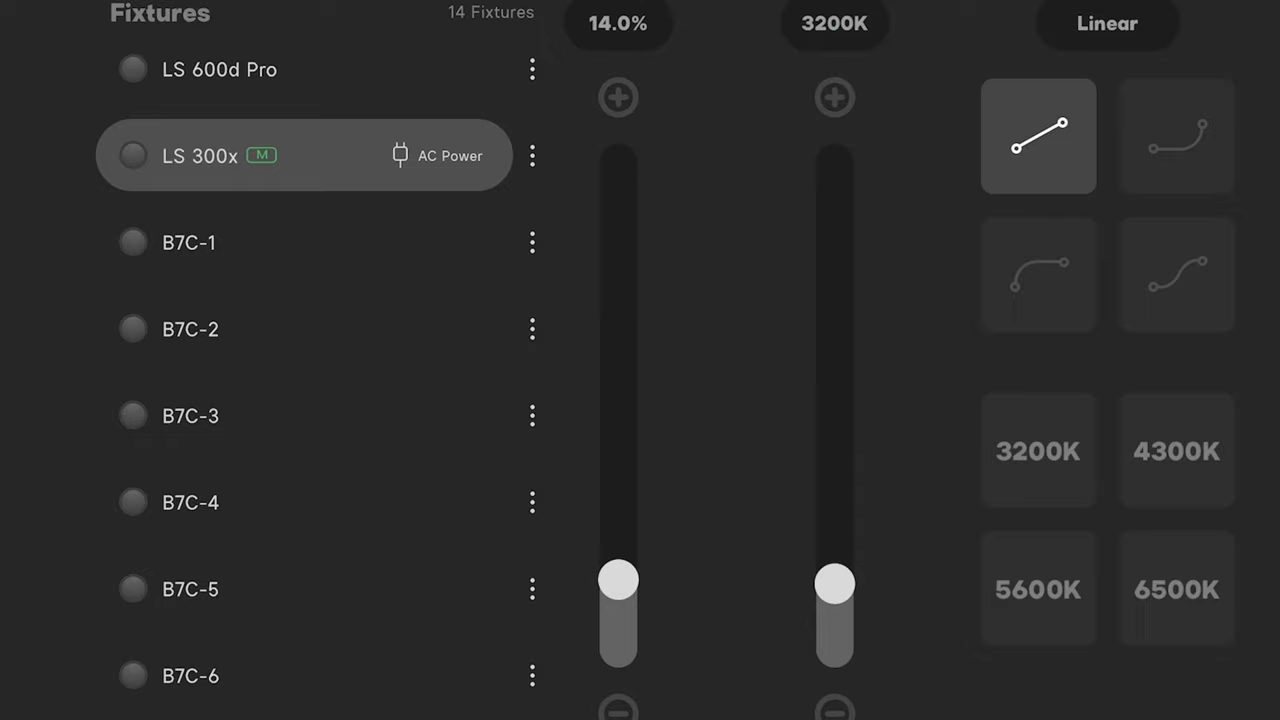 Fixtures 14 Fixtures
14.0%
3200K
Linear
LS 600d Pro
LS 300x M AC Power
B7C-1
B7C-2
B7C-3
B7C-4
B7C-5
B7C-6
3200K 4300K
5600K 6500K